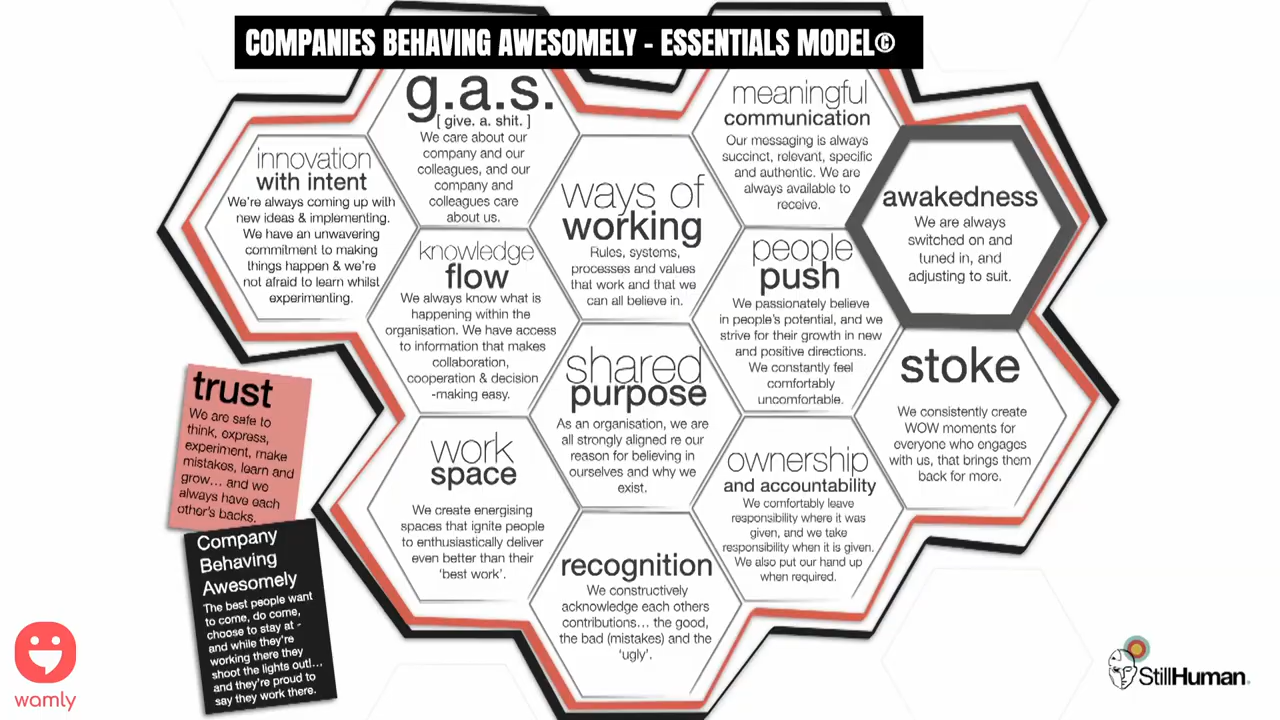 COMPANIES BEHAVING AWESOMELY - ESSENTIALS MODEL©
g.a.s.
[ give. a. shit. ]
We care about our
company and our
colleagues, and our
company and
colleagues care
about us.
meaningful
communication
Our messaging is always
succinct, relevant, specific
and authentic. We are
always available to
receive.
innovation
with intent
We're always coming up with
new ideas & implementing.
We have an unwavering
commitment to making
things happen & we're
not afraid to learn whilst
experimenting.
ways of
working
Rules, systems,
processes and values
that work and that we
can all believe in.
awakedness
We are always
switched on and
tuned in, and
adjusting to suit.
knowledge
flow
We always know what is
happening within the
organisation. We have access
to information that makes
collaboration,
cooperation & decision
-making easy.
people
push
We passionately believe
in people's potential, and we
strive for their growth in new
and positive directions.
We constantly feel
comfortably
uncomfortable.
shared
purpose
As an organisation, we are
all strongly aligned re our
reason for believing in
ourselves and why we
exist.
stoke
We consistently create
WOW moments for
everyone who engages
with us, that brings them
back for more.
trust
We are safe to
think, express,
experiment, make
mistakes, learn and
grow... and we
always have each
other's backs.
work
space
We create energising
spaces that ignite people
to enthusiastically deliver
even better than their
'best work'.
ownership
and accountability
We comfortably leave
responsibility where it was
given, and we take
responsibility when it is given.
We also put our hand up
when required.
recognition
We constructively
acknowledge each others
contributions... the good,
the bad (mistakes) and the
'ugly'.
Company
Behaving
Awesomely
The best people want
to come, do come,
choose to stay at -
and while they're
working there they
shoot the lights out!...
and they're proud to
say they work there.
wamly
StillHuman.